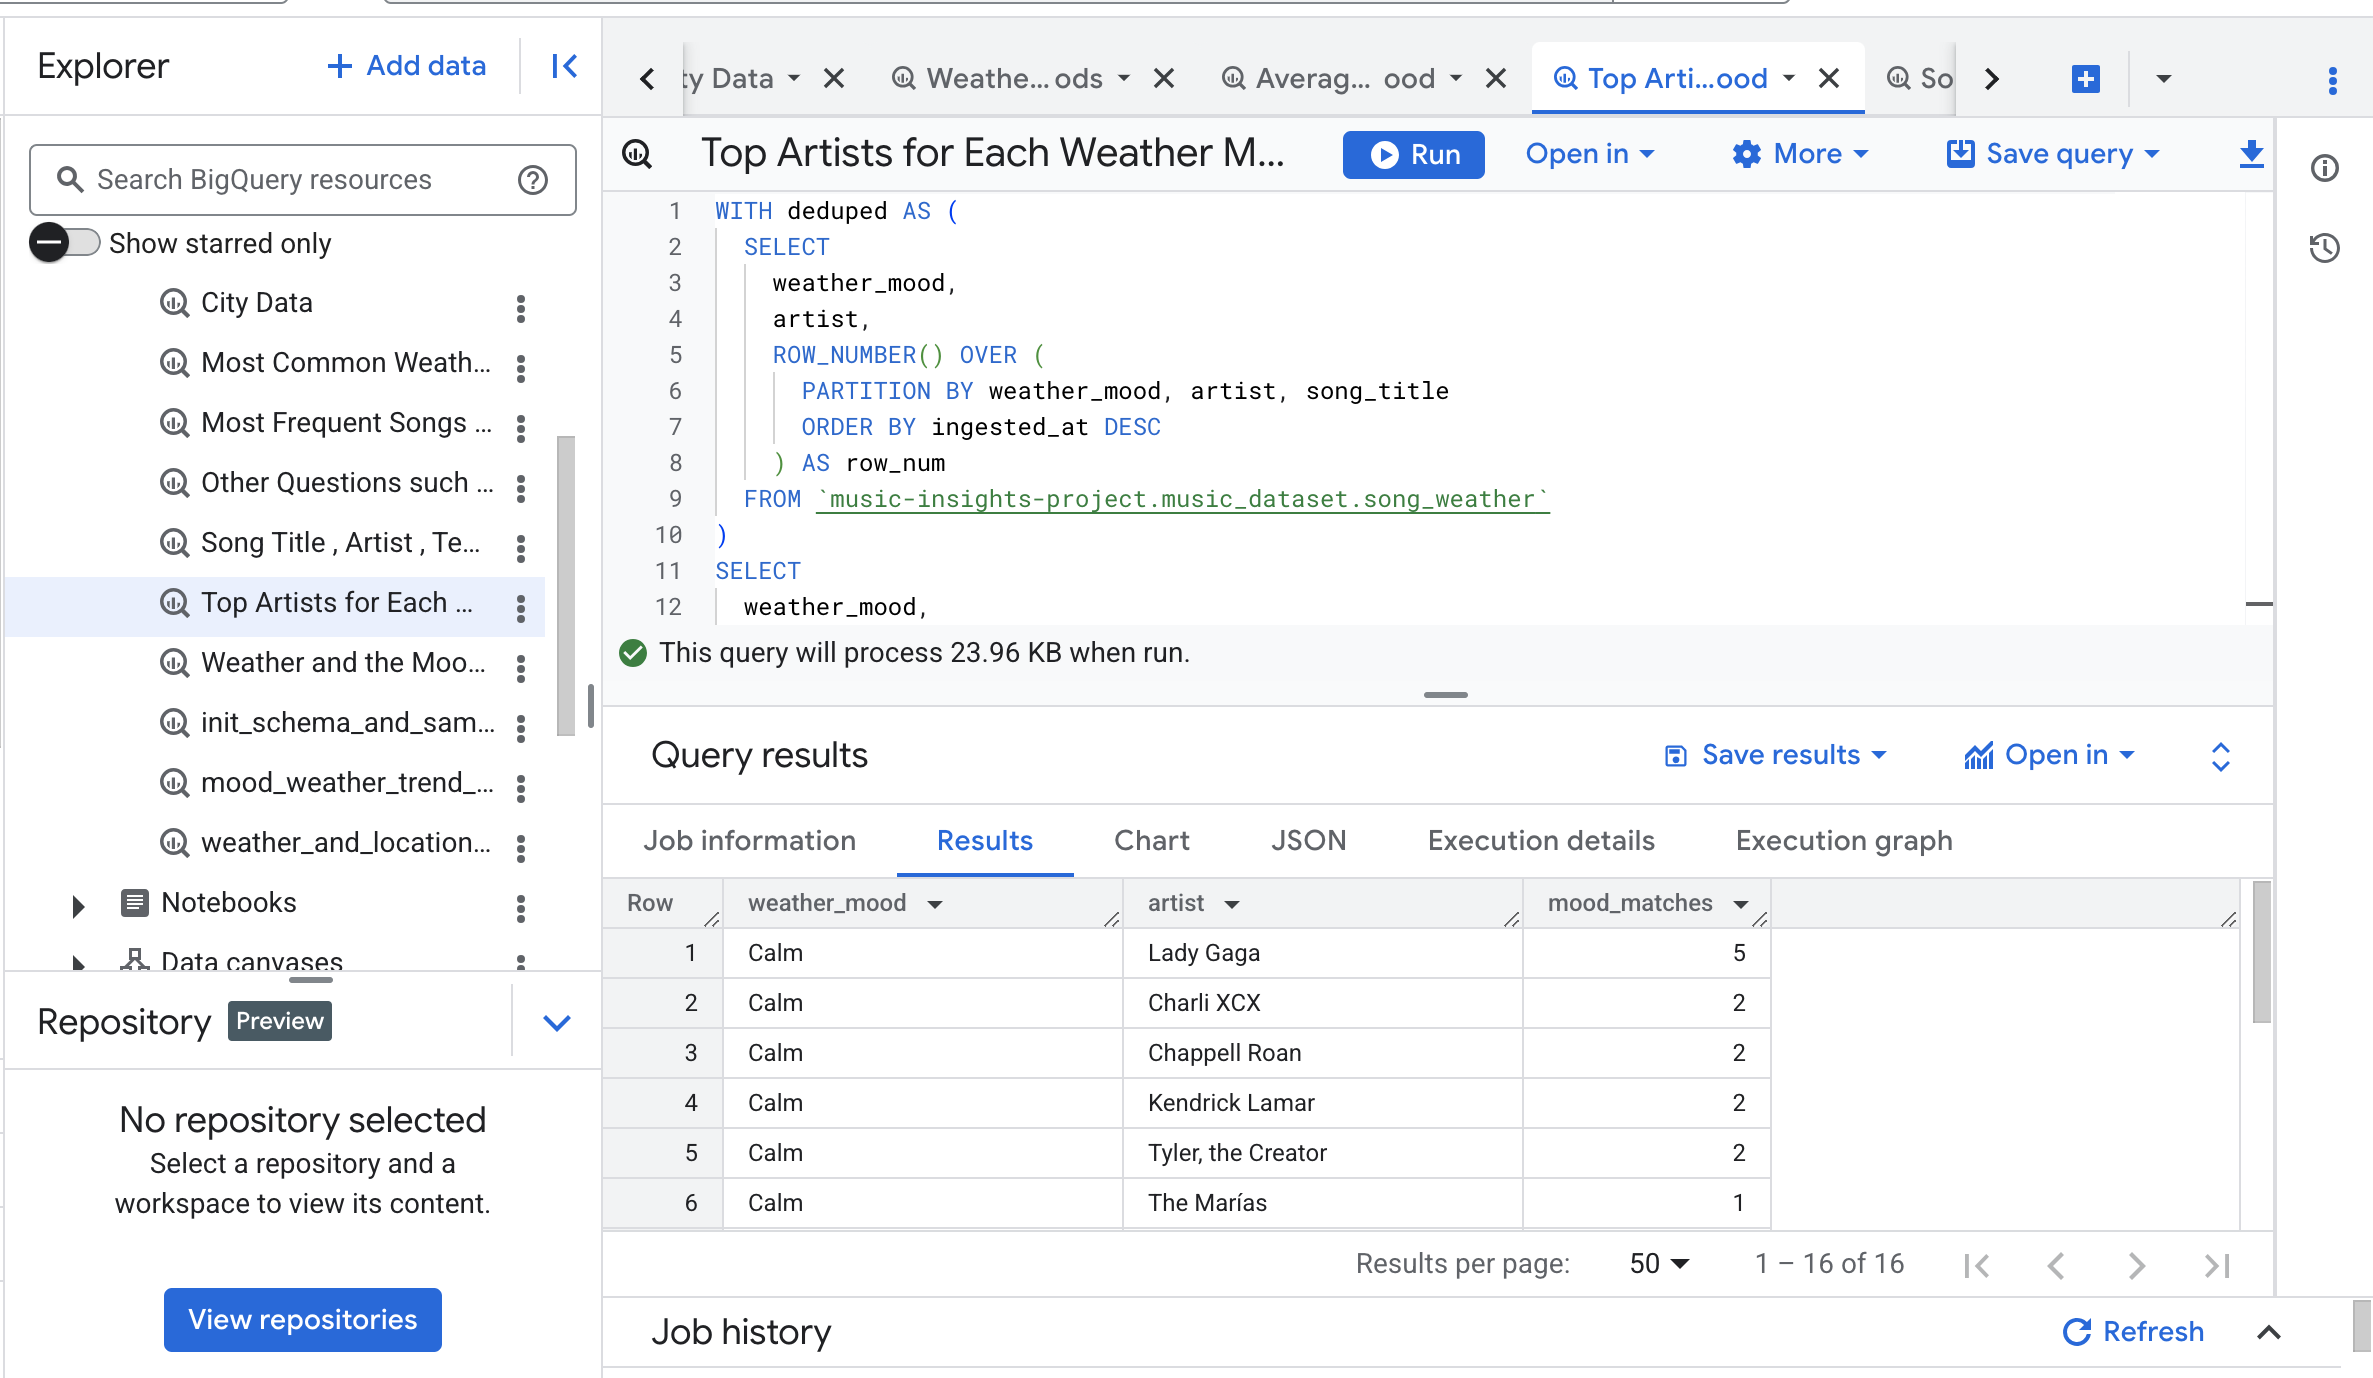 Explorer
+ Add data
Search BigQuery resources
Show starred only
City Data
Most Common Weath...
Most Frequent Songs ...
Other Questions such ...
Song Title , Artist , Te...
Top Artists for Each ...
Weather and the Moo...
init_schema_and_sam...
mood_weather_trend_...
weather_and_location...
Notebooks
Data canvases
Repository Preview
No repository selected
Select a repository and a
workspace to view its content.
View repositories
ty Data
Weathe... ods
Averag... ood
Top Arti...ood
So
Top Artists for Each Weather M...
Run
Open in
More
Save query
1 WITH deduped AS (
2 SELECT
3 weather_mood,
4 artist,
5 ROW_NUMBER() OVER (
6 PARTITION BY weather_mood, artist, song_title
7 ORDER BY ingested_at DESC
8 ) AS row_num
9 FROM `music-insights-project.music_dataset.song_weather`
10 )
11 SELECT
12 weather_mood,
This query will process 23.96 KB when run.
Query results
Save results
Open in
Job information Results Chart JSON Execution details Execution graph
Row weather_mood artist mood_matches
1 Calm Lady Gaga 5
2 Calm Charli XCX 2
3 Calm Chappell Roan 2
4 Calm Kendrick Lamar 2
5 Calm Tyler, the Creator 2
6 Calm The Marías 1
Results per page: 50 1 – 16 of 16
Job history
Refresh